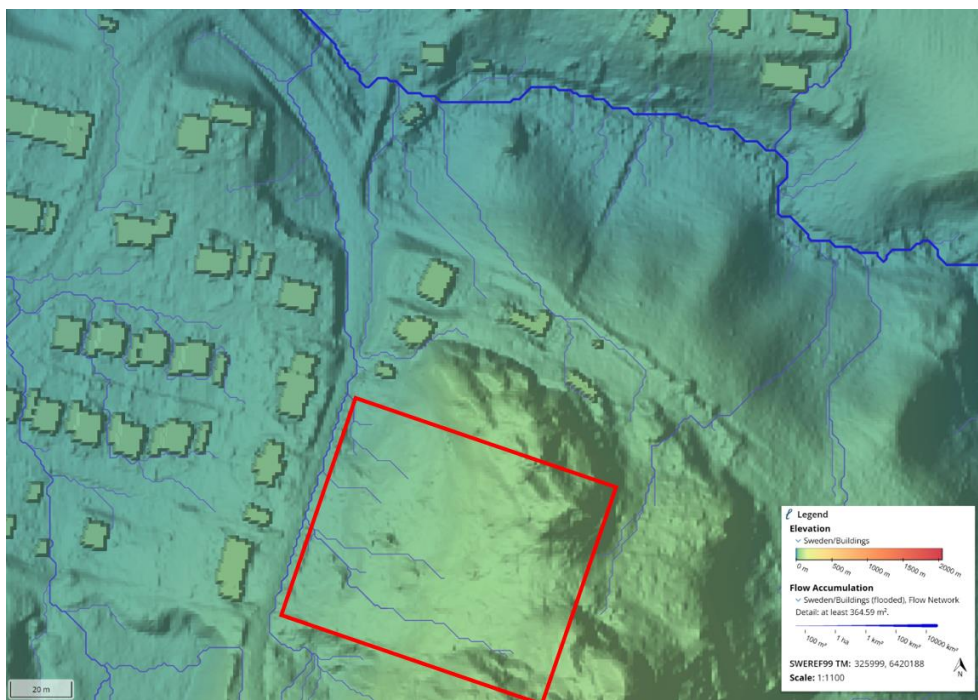 Legend
Elevation
Sweden/Buildings
0 m 500 m 1000 m 1500 m 2000 m
Flow Accumulation
Sweden/Buildings (flooded), Flow Network
Detail: at least 364.59 m².
100 m² 1 ha 1 km² 100 km² 10000 km²
SWEREF99 TM: 325999, 6420188
Scale: 1:1100
N
20 m